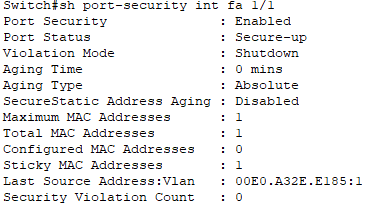 Switch#sh port-security int fa 1/1
Port Security : Enabled
Port Status : Secure-up
Violation Mode : Shutdown
Aging Time : 0 mins
Aging Type : Absolute
SecureStatic Address Aging : Disabled
Maximum MAC Addresses : 1
Total MAC Addresses : 1
Configured MAC Addresses : 0
Sticky MAC Addresses : 1
Last Source Address:Vlan : 00E0.A32E.E185:1
Security Violation Count : 0